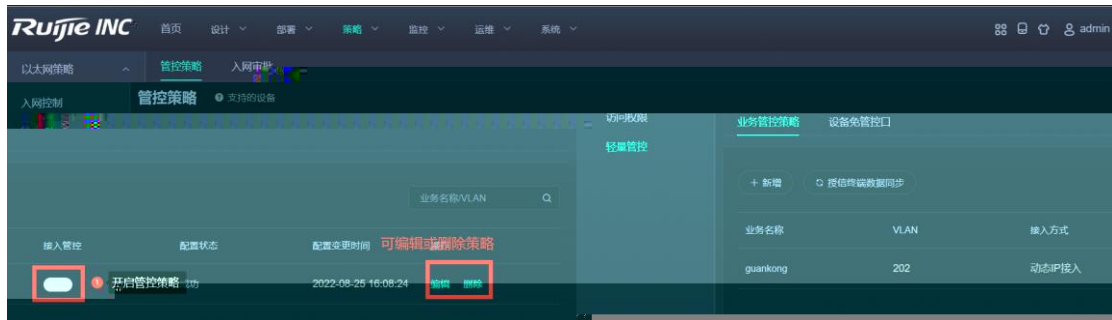 Ruijie INC 首页 设计 部署 策略 监控 运维 系统 admin
以太网策略 管控策略 入网审批
入网控制 管控策略 支持的设备
访问权限 业务管控策略 设备免管控口
轻量管控
+ 新增 授信终端数据同步
业务名称/VLAN
业务名称 VLAN 接入方式
接入管控 配置状态 配置变更时间 可编辑或删除策略
guankong 202 动态IP接入
1 开启管控策略 功 2022-08-25 16:08:24 编辑 删除